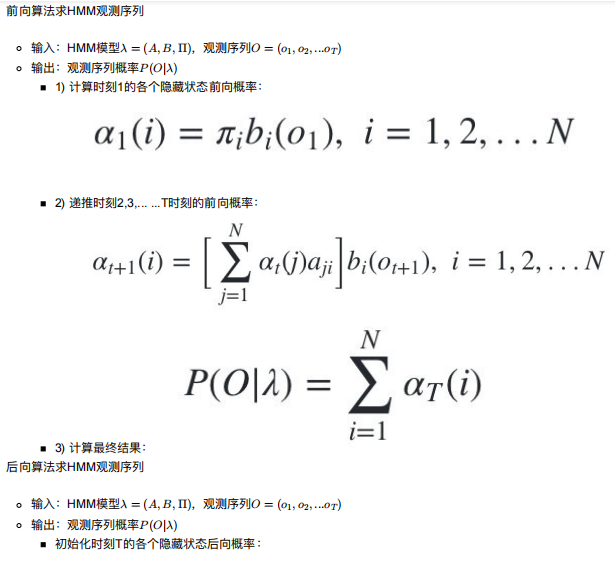 前向算法求HMM观测序列
输入：HMM模型λ = (A, B, Π)，观测序列O = (o₁, o₂, ...o_T)
输出：观测序列概率P(O|λ)
1) 计算时刻1的各个隐藏状态前向概率：
α₁(i) = π_i b_i(o₁), i = 1, 2, . . . N
2) 递推时刻2,3,... ...T时刻的前向概率：
α_{t+1}(i) = [∑_{j=1}^{N} α_t(j)a_{ji}]b_i(o_{t+1}), i = 1, 2, . . . N
P(O|λ) = ∑_{i=1}^{N} α_T(i)
3) 计算最终结果：
后向算法求HMM观测序列
输入：HMM模型λ = (A, B, Π)，观测序列O = (o₁, o₂, ...o_T)
输出：观测序列概率P(O|λ)
初始化时刻T的各个隐藏状态后向概率：